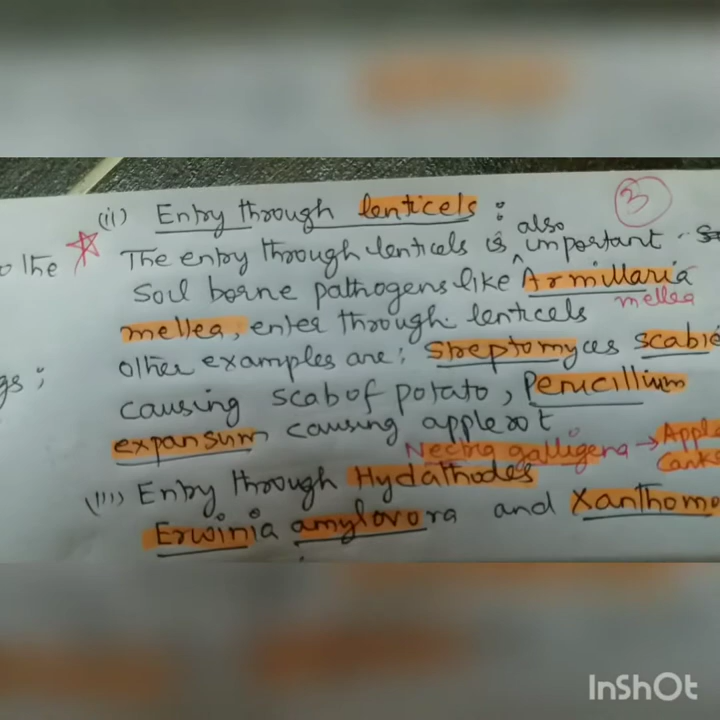 (ii) Entry through lenticels : 3
o the The entry through lenticels is also important
Soil borne pathogens like Armillaria
mellea
mellea, enter through lenticels
Other examples are: Streptomyces scabie
gs ; causing scab of potato, Penicillium
expansum causing apple rot
Nectria galligena → Apple
Canke
(iii) Entry through Hydathodes
Erwinia amylovora and Xanthomo
InShOt